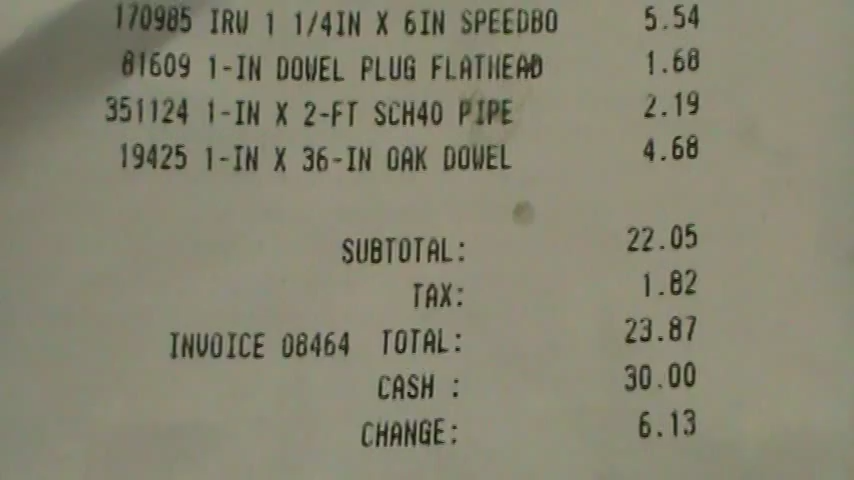 170985 IRW 1 1/4IN X 6IN SPEEDBO 5.54
81609 1-IN DOWEL PLUG FLATHEAD 1.68
351124 1-IN X 2-FT SCH40 PIPE 2.19
19425 1-IN X 36-IN OAK DOWEL 4.68
SUBTOTAL: 22.05
TAX: 1.82
INVOICE 08464 TOTAL: 23.87
CASH : 30.00
CHANGE: 6.13